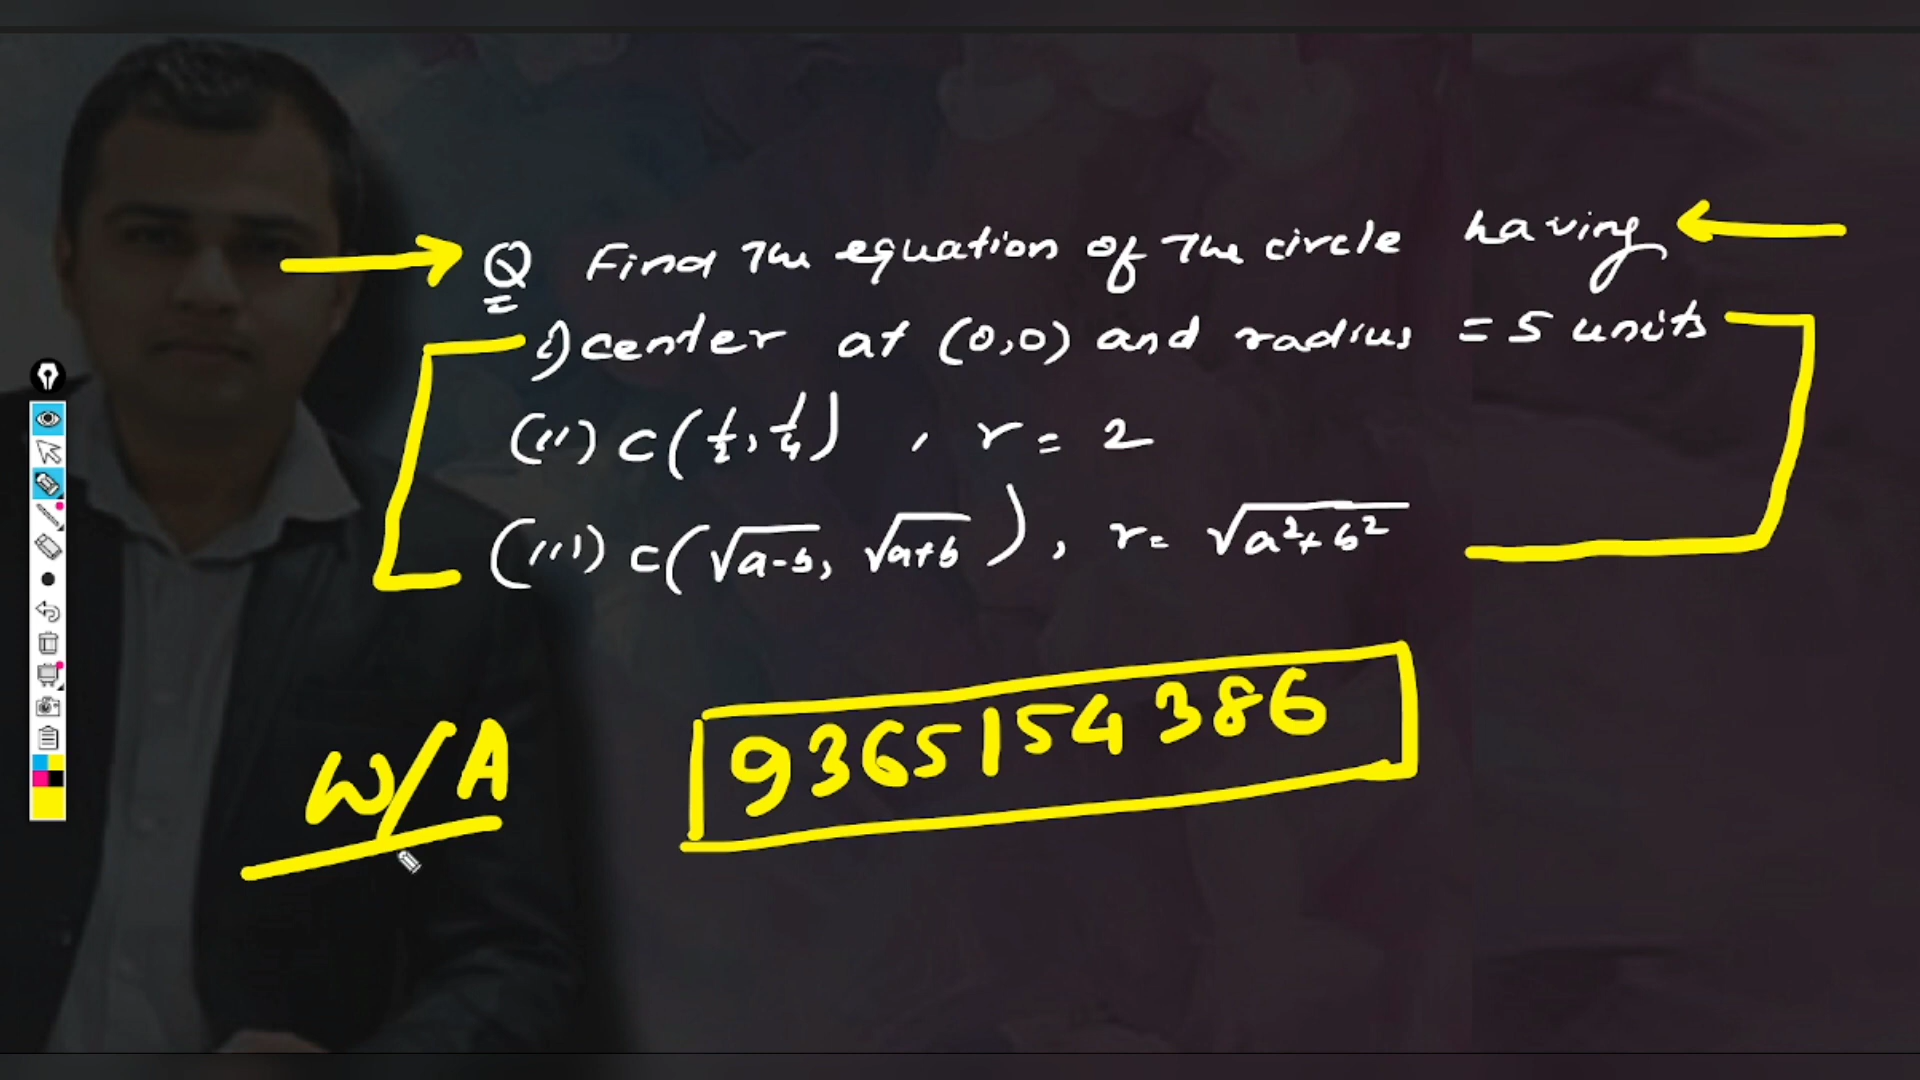 Q Find The equation of The circle having
i) center at (0,0) and radius = 5 units
(ii) C(1/2, 1/4), r = 2
(iii) C(√a-b, √a+b), r= √a²+b²
W/A 9365154386